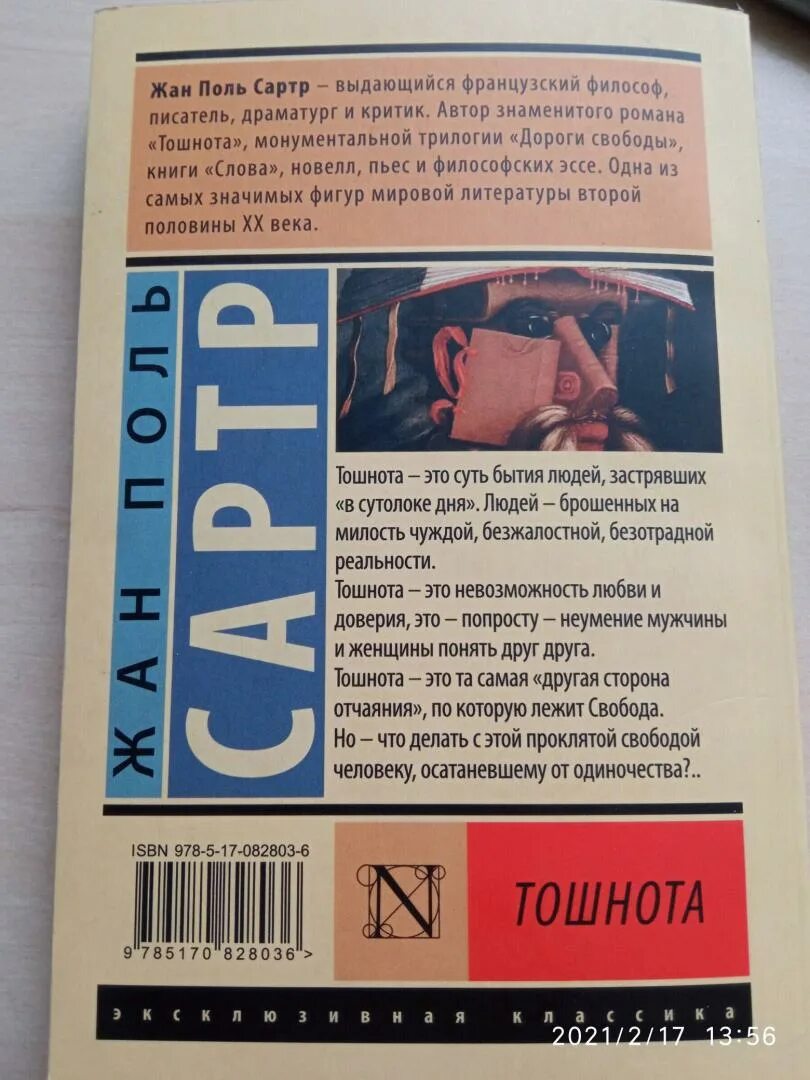 Жан Поль Сартр – выдающийся французский философ,
писатель, драматург и критик. Автор знаменитого романа
«Тошнота», монументальной трилогии «Дороги свободы»,
книги «Слова», новелл, пьес и философских эссе. Одна из
самых значимых фигур мировой литературы второй
половины XX века.
ЖАН ПОЛЬ
САРТР
Тошнота – это суть бытия людей, застрявших
«в сутолоке дня». Людей – брошенных на
милость чуждой, безжалостной, безотрадной
реальности.
Тошнота – это невозможность любви и
доверия, это – попросту – неумение мужчины
и женщины понять друг друга.
Тошнота – это та самая «другая сторона
отчаяния», по которую лежит Свобода.
Но – что делать с этой проклятой свободой
человеку, осатаневшему от одиночества?..
ISBN 978-5-17-082803-6
9 785170 828036 >
N
ТОШНОТА
эксклюзивная классика
2021/2/17 13:56